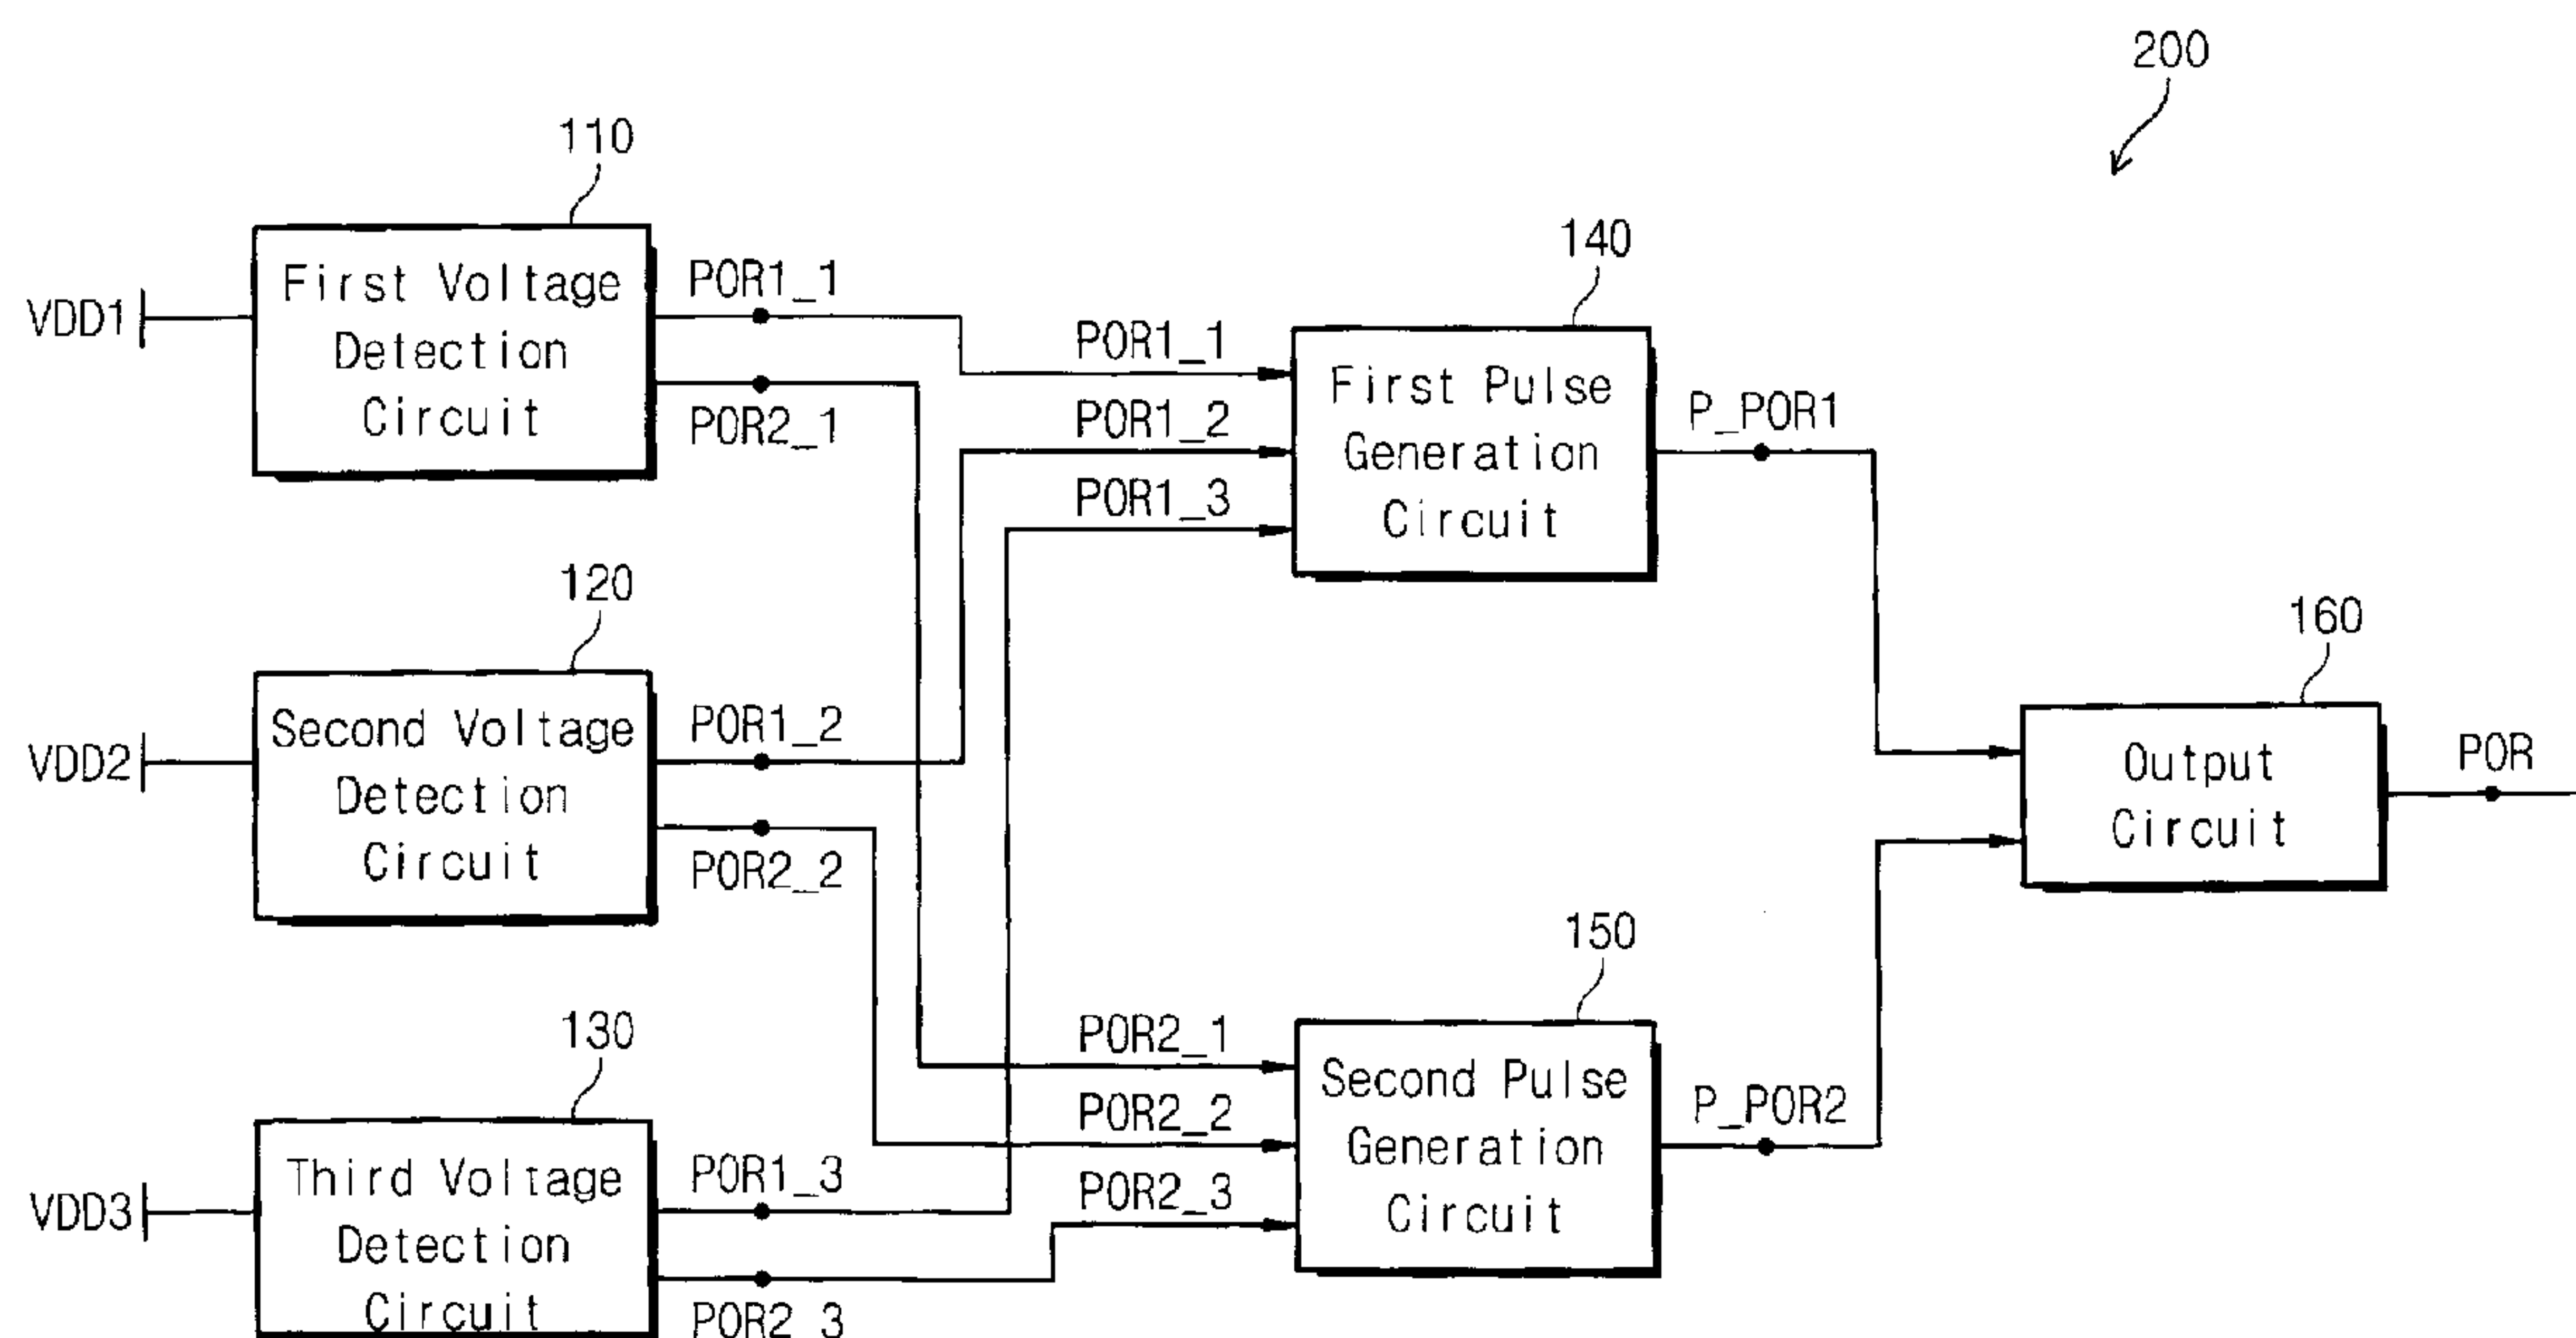 200
110
First Voltage
Detection
Circuit
VDD1
POR1_1
POR2_1
140
POR1_1
POR1_2
POR1_3
First Pulse
Generation
Circuit
P_POR1
120
Second Voltage
Detection
Circuit
VDD2
POR1_2
POR2_2
160
Output
Circuit
POR
150
POR2_1
POR2_2
POR2_3
Second Pulse
Generation
Circuit
P_POR2
130
Third Voltage
Detection
Circuit
VDD3
POR1_3
POR2_3